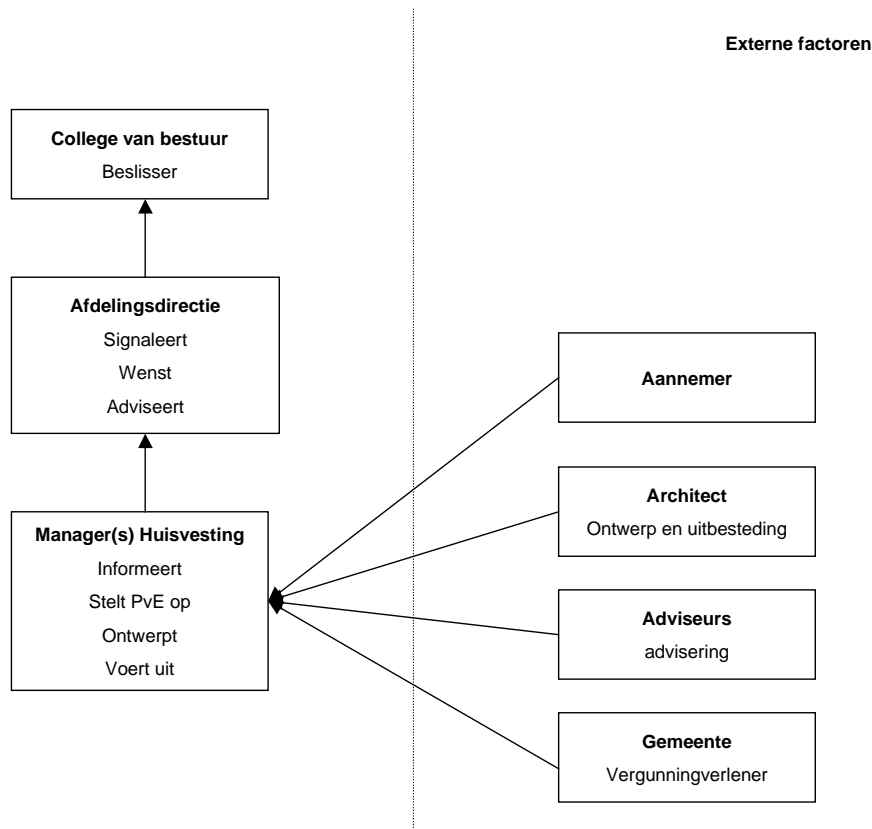 Externe factoren
College van bestuur
Beslisser
Afdelingsdirectie
Signaleert
Wenst
Adviseert
Manager(s) Huisvesting
Informeert
Stelt PvE op
Ontwerpt
Voert uit
Aannemer
Architect
Ontwerp en uitbesteding
Adviseurs
advisering
Gemeente
Vergunningverlener